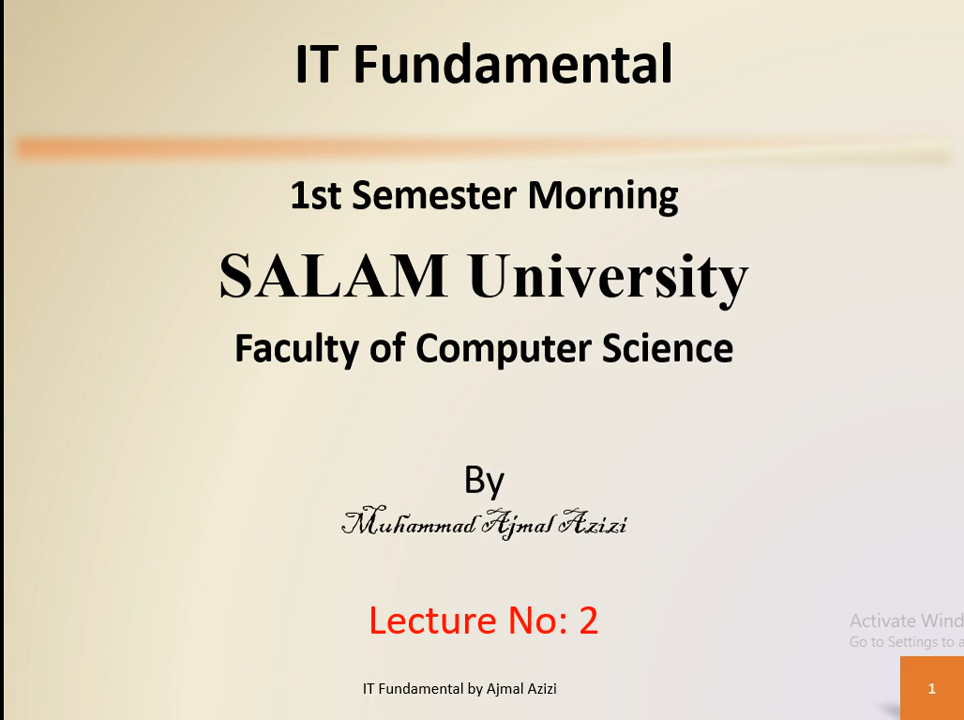 IT Fundamental
1st Semester Morning
SALAM University
Faculty of Computer Science
By
Muhammad Ajmal Azizi
Lecture No: 2
Activate Wind
Go to Settings to a
IT Fundamental by Ajmal Azizi
1